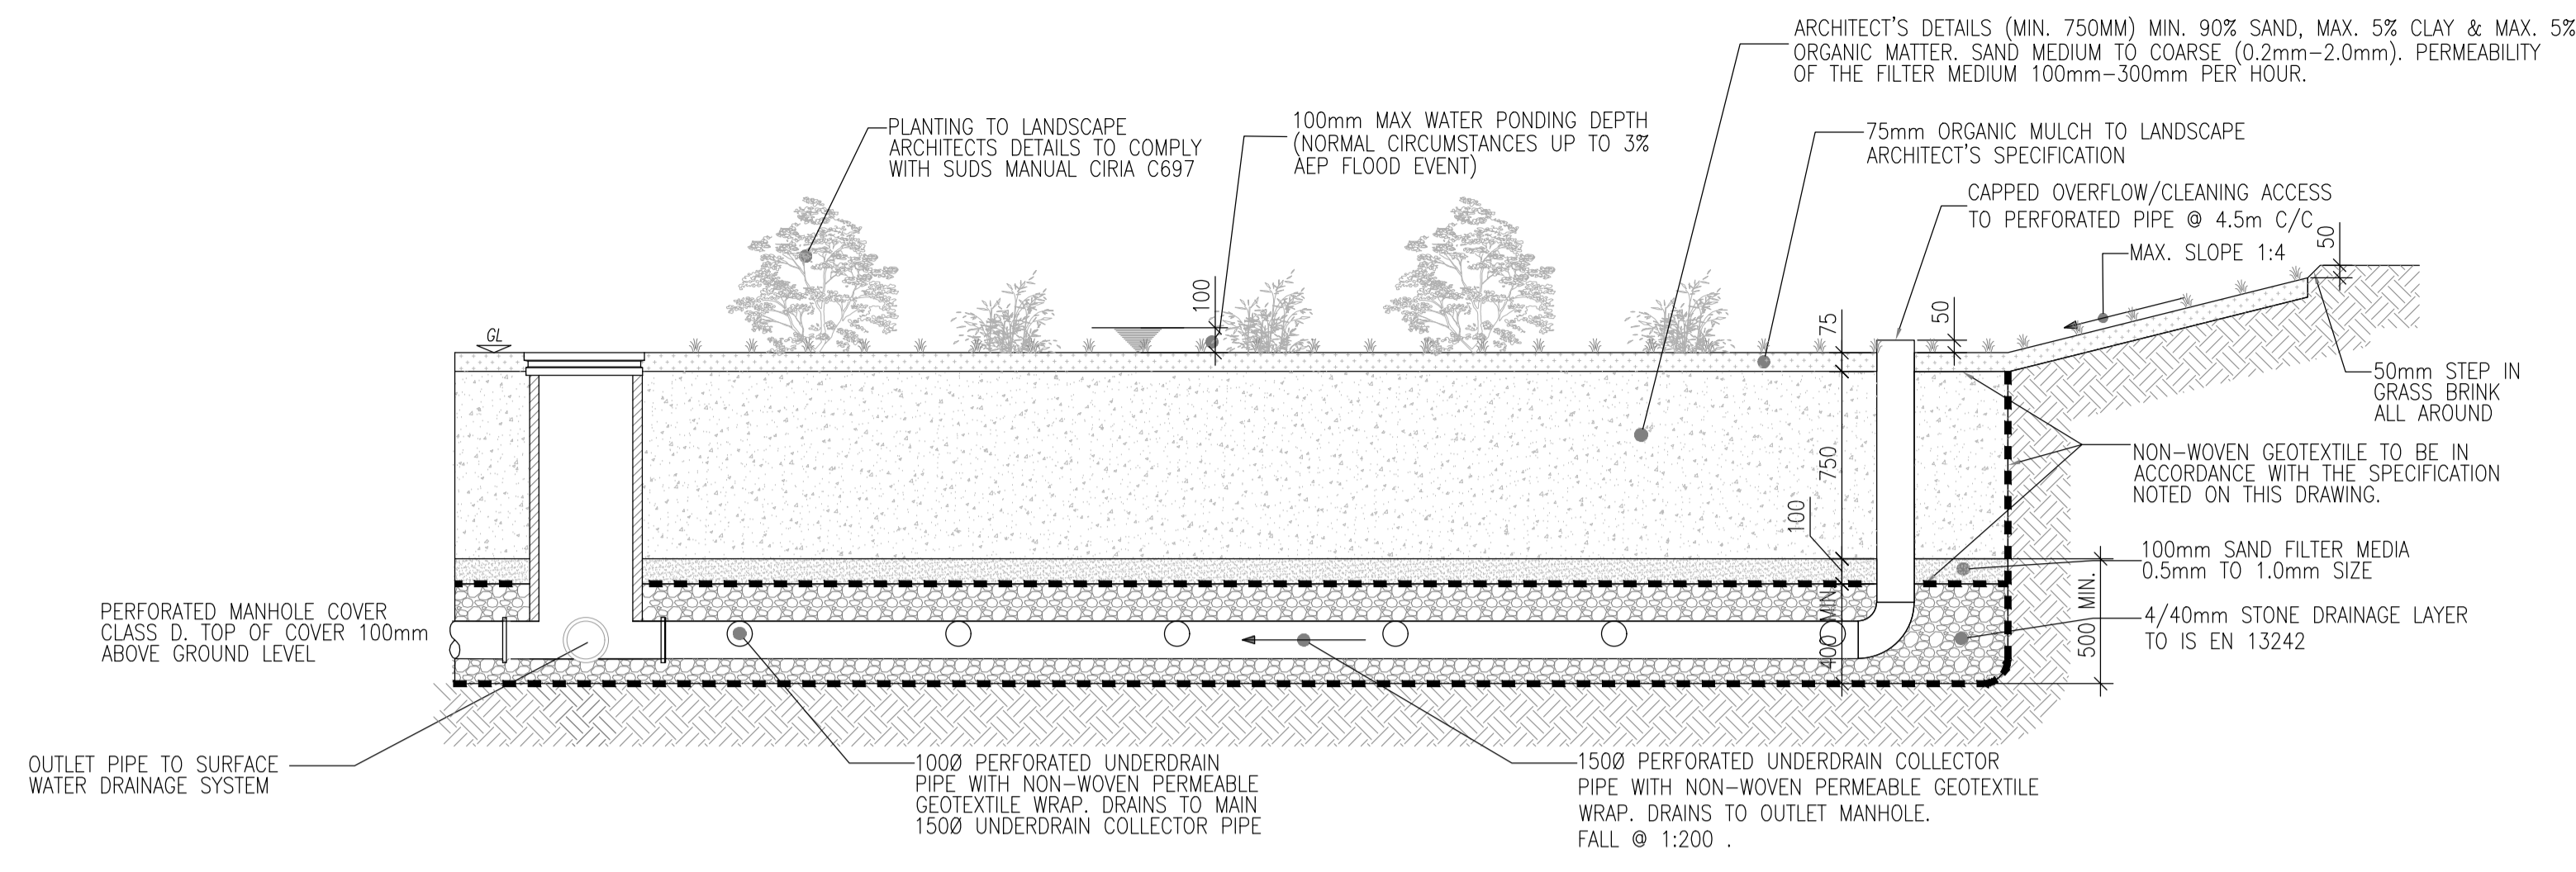 ARCHITECT'S DETAILS (MIN. 750MM) MIN. 90% SAND, MAX. 5% CLAY & MAX. 5%
ORGANIC MATTER. SAND MEDIUM TO COARSE (0.2mm-2.0mm). PERMEABILITY
OF THE FILTER MEDIUM 100mm-300mm PER HOUR.
PLANTING TO LANDSCAPE
ARCHITECTS DETAILS TO COMPLY
WITH SUDS MANUAL CIRIA C697
100mm MAX WATER PONDING DEPTH
(NORMAL CIRCUMSTANCES UP TO 3%
AEP FLOOD EVENT)
75mm ORGANIC MULCH TO LANDSCAPE
ARCHITECT'S SPECIFICATION
CAPPED OVERFLOW/CLEANING ACCESS
TO PERFORATED PIPE @ 4.5m C/C
MAX. SLOPE 1:4
50
100
75
50
GL
50mm STEP IN
GRASS BRINK
ALL AROUND
750
NON-WOVEN GEOTEXTILE TO BE IN
ACCORDANCE WITH THE SPECIFICATION
NOTED ON THIS DRAWING.
100
100mm SAND FILTER MEDIA
0.5mm TO 1.0mm SIZE
400 MIN.
500 MIN.
4/40mm STONE DRAINAGE LAYER
TO IS EN 13242
PERFORATED MANHOLE COVER
CLASS D. TOP OF COVER 100mm
ABOVE GROUND LEVEL
OUTLET PIPE TO SURFACE
WATER DRAINAGE SYSTEM
100Ø PERFORATED UNDERDRAIN
PIPE WITH NON-WOVEN PERMEABLE
GEOTEXTILE WRAP. DRAINS TO MAIN
150Ø UNDERDRAIN COLLECTOR PIPE
150Ø PERFORATED UNDERDRAIN COLLECTOR
PIPE WITH NON-WOVEN PERMEABLE GEOTEXTILE
WRAP. DRAINS TO OUTLET MANHOLE.
FALL @ 1:200 .